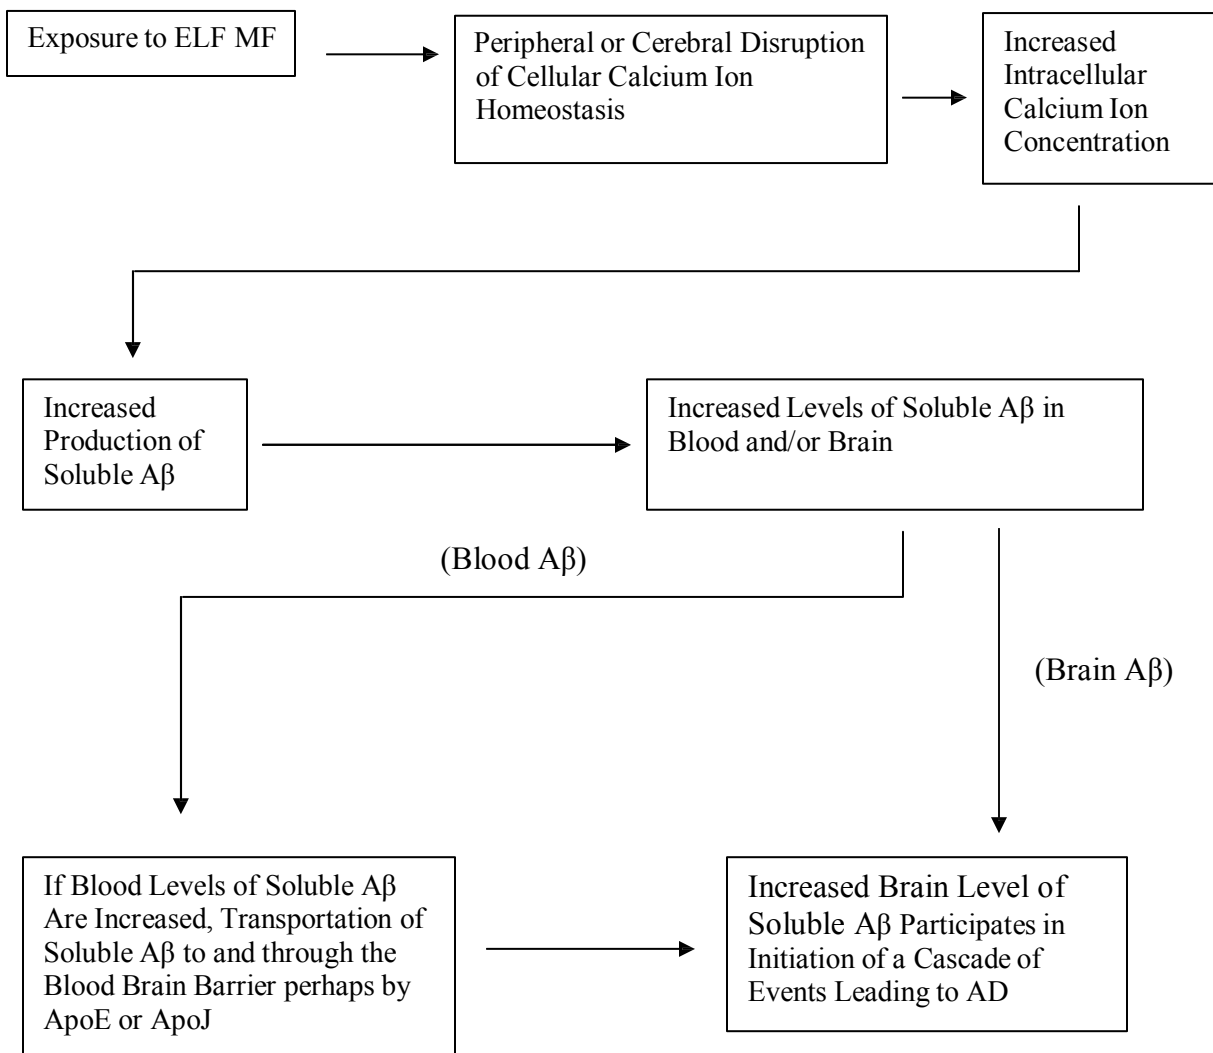 Exposure to ELF MF
Peripheral or Cerebral Disruption
of Cellular Calcium Ion
Homeostasis
Increased
Intracellular
Calcium Ion
Concentration
Increased
Production of
Soluble Aβ
Increased Levels of Soluble Aβ in
Blood and/or Brain
(Blood Aβ)
(Brain Aβ)
If Blood Levels of Soluble Aβ
Are Increased, Transportation of
Soluble Aβ to and through the
Blood Brain Barrier perhaps by
ApoE or ApoJ
Increased Brain Level of
Soluble Aβ Participates in
Initiation of a Cascade of
Events Leading to AD